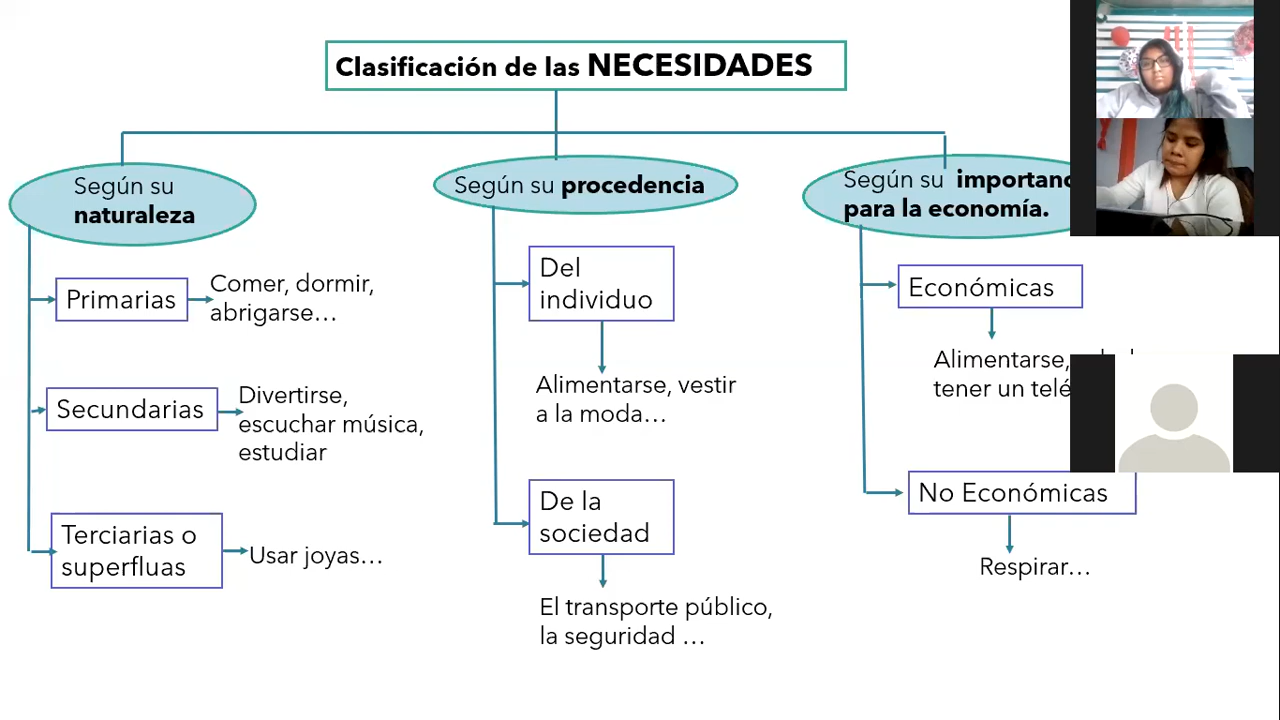 Clasificación de las NECESIDADES
Según su
naturaleza
Primarias
Comer, dormir,
abrigarse…
Secundarias
Divertirse,
escuchar música,
estudiar
Terciarias o
superfluas
Usar joyas…
Según su procedencia
Del
individuo
Alimentarse, vestir
a la moda…
De la
sociedad
El transporte público,
la seguridad …
Según su
para la economía.
Económicas
Alimentarse,
tener un
No Económicas
Respirar…